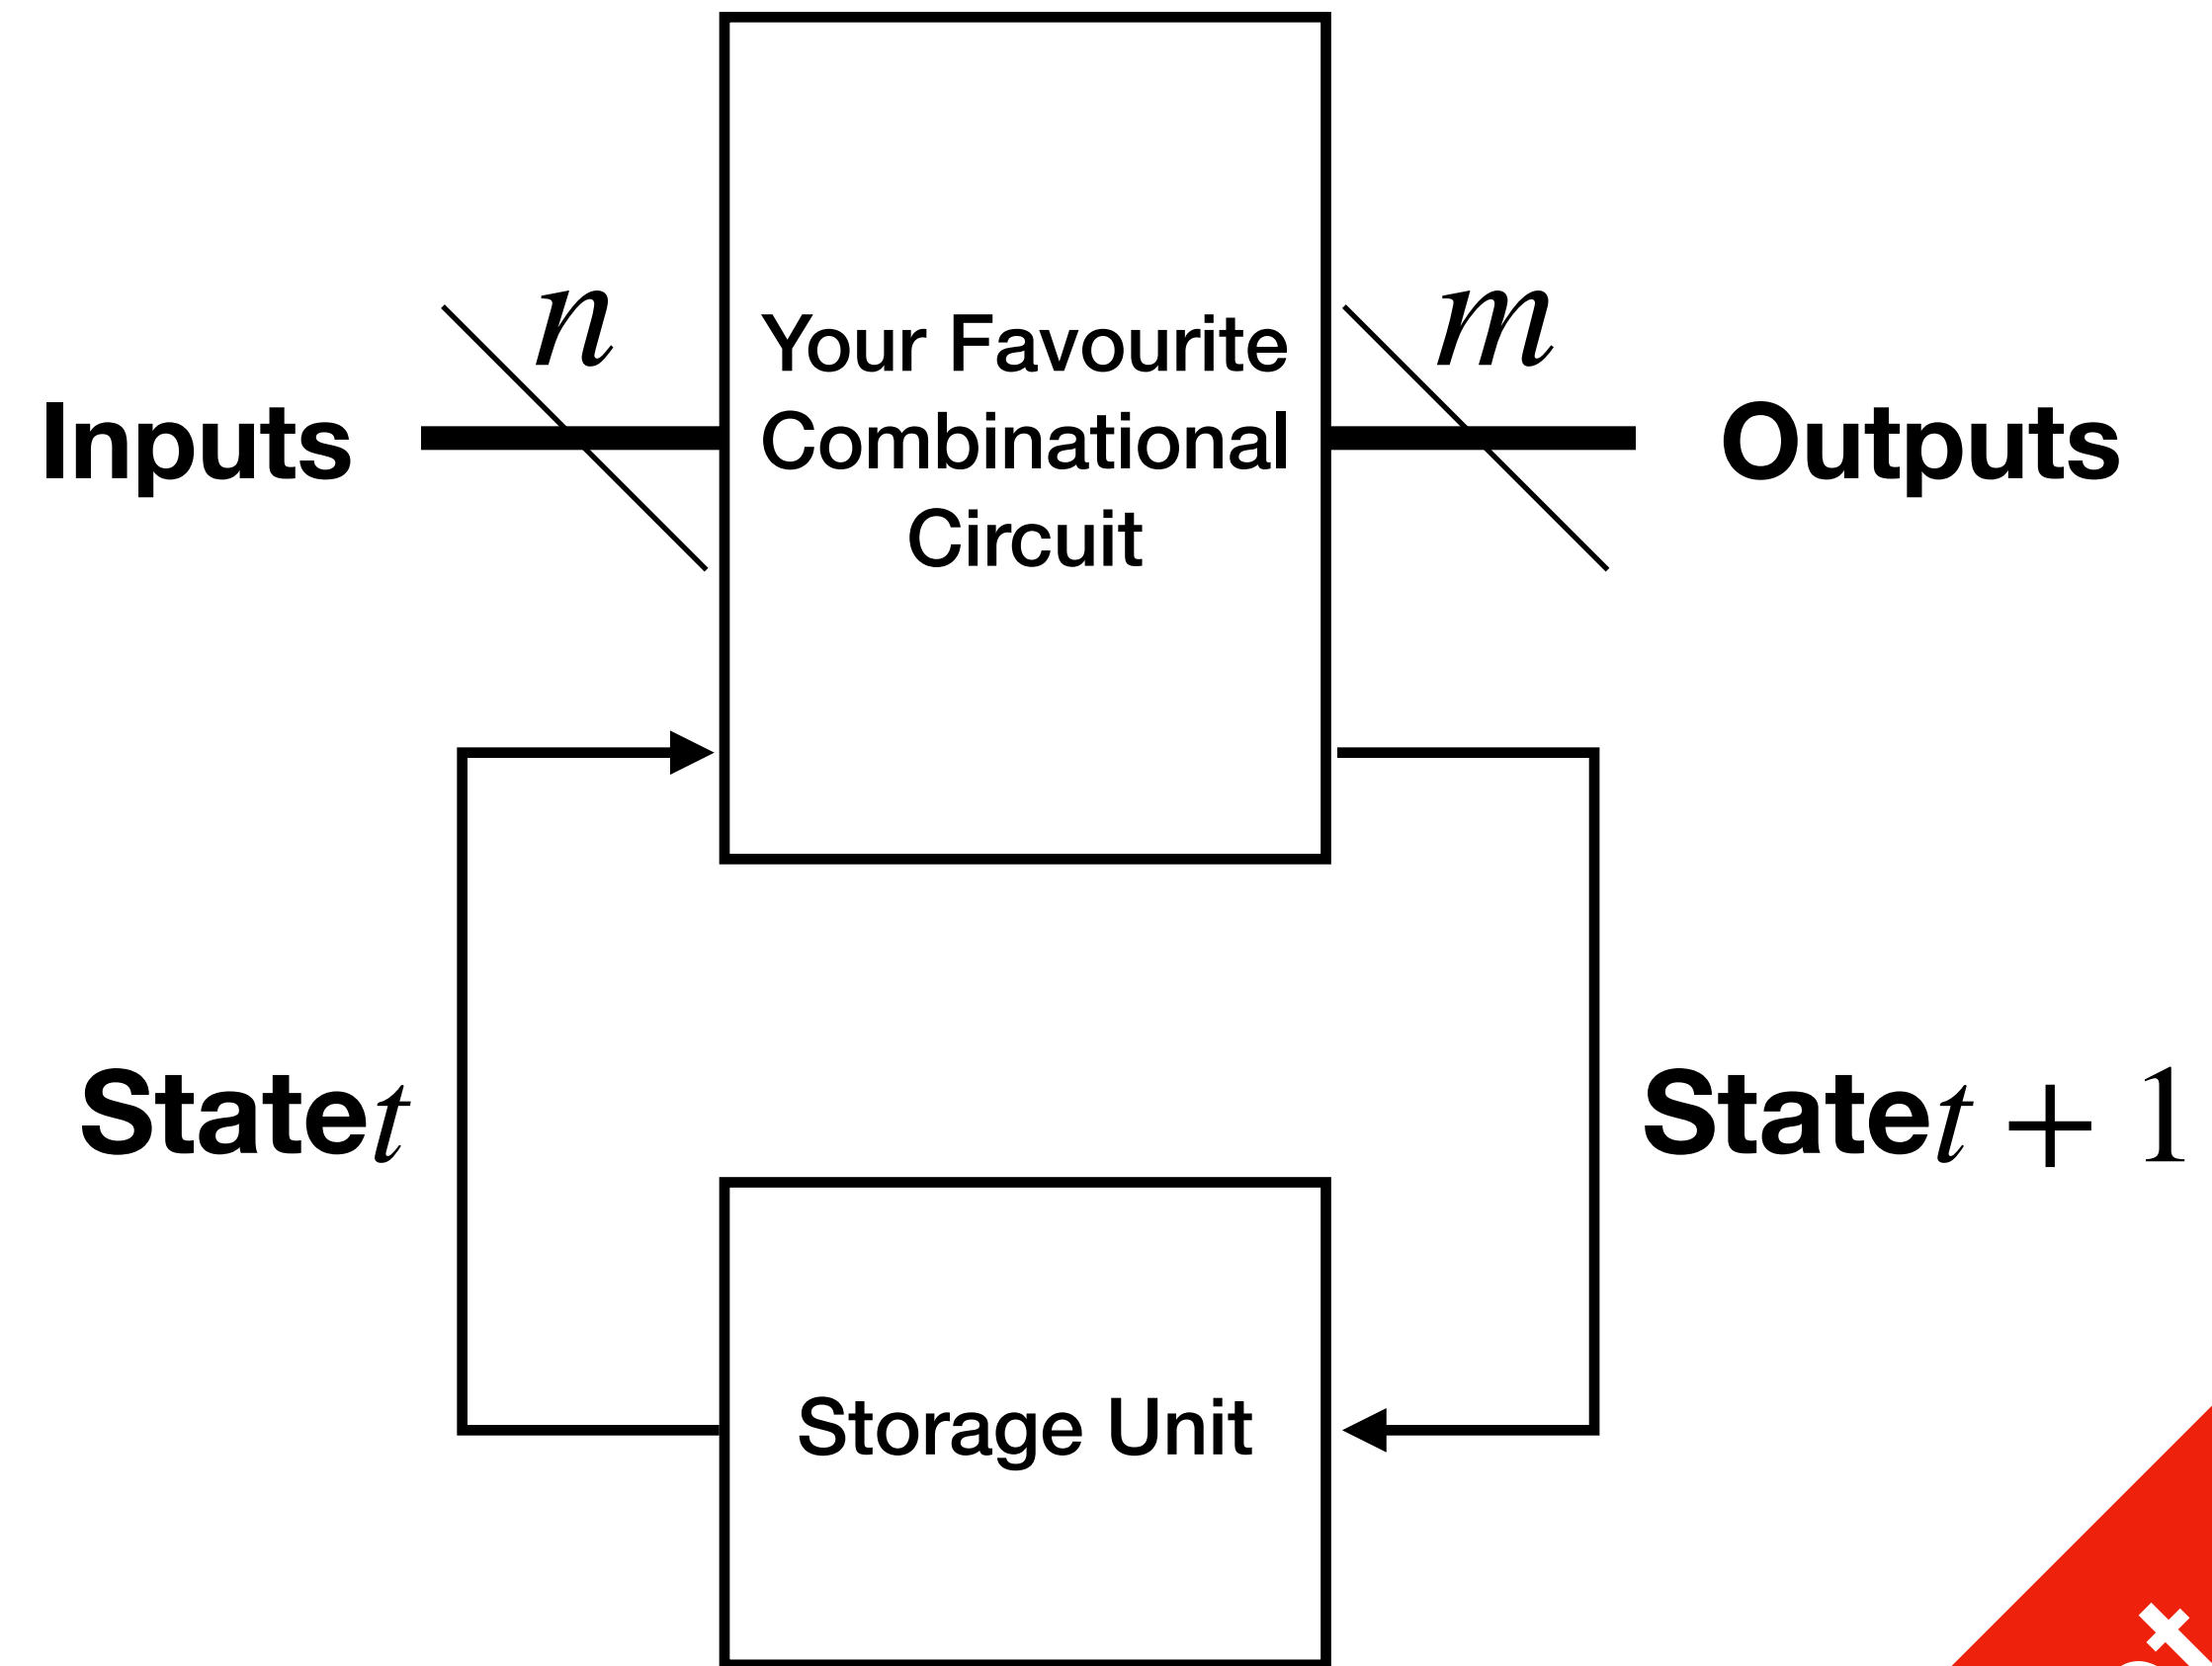 n
m
Your Favourite
Combinational
Circuit
Inputs
Outputs
State t
State t + 1
Storage Unit